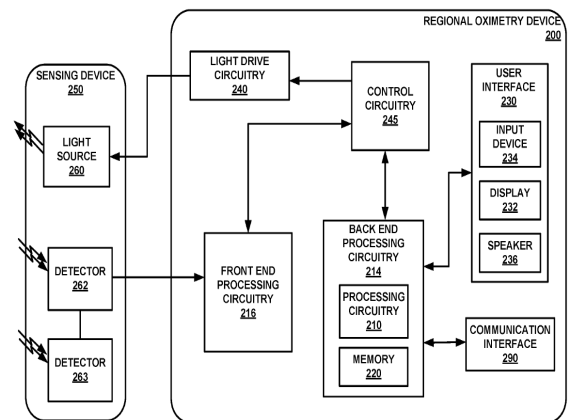 REGIONAL OXIMETRY DEVICE
200
SENSING DEVICE
250
LIGHT
SOURCE
260
DETECTOR
262
DETECTOR
263
LIGHT DRIVE
CIRCUITRY
240
CONTROL
CIRCUITRY
245
FRONT END
PROCESSING
CIRCUITRY
216
BACK END
PROCESSING
CIRCUITRY
214
PROCESSING
CIRCUITRY
210
MEMORY
220
USER
INTERFACE
230
INPUT
DEVICE
234
DISPLAY
232
SPEAKER
236
COMMUNICATION
INTERFACE
290